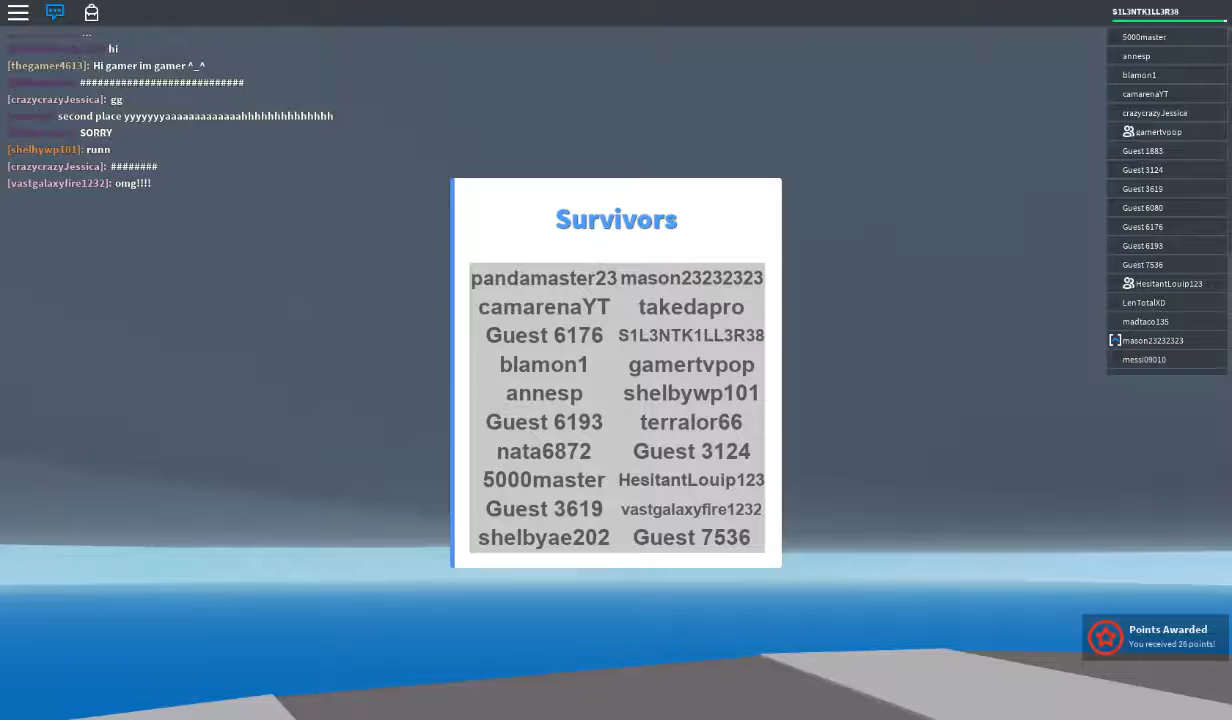 ...
hi
[thegamer4613]: Hi gamer im gamer ^_^
############################
[crazycrazyJessica]: gg
second place yyyyyyyaaaaaaaaaaaaahhhhhhhhhhhhhh
SORRY
[shelbywp101]: runn
[crazycrazyJessica]: ########
[vastgalaxyfire1232]: omg!!!!
Survivors
pandamaster23 mason23232323
camarenaYT takedapro
Guest 6176 S1L3NTK1LL3R38
blamon1 gamertvpop
annesp shelbywp101
Guest 6193 terralor66
nata6872 Guest 3124
5000master HesitantLouip123
Guest 3619 vastgalaxyfire1232
shelbyae202 Guest 7536
S1L3NTK1LL3R38
5000master
annesp
blamon1
camarenaYT
crazycrazyJessica
gamertvpop
Guest 1883
Guest 3124
Guest 3619
Guest 6080
Guest 6176
Guest 6193
Guest 7536
HesitantLouip123
LenTotalXD
madtaco135
mason23232323
messi09010
Points Awarded
You received 26 points!